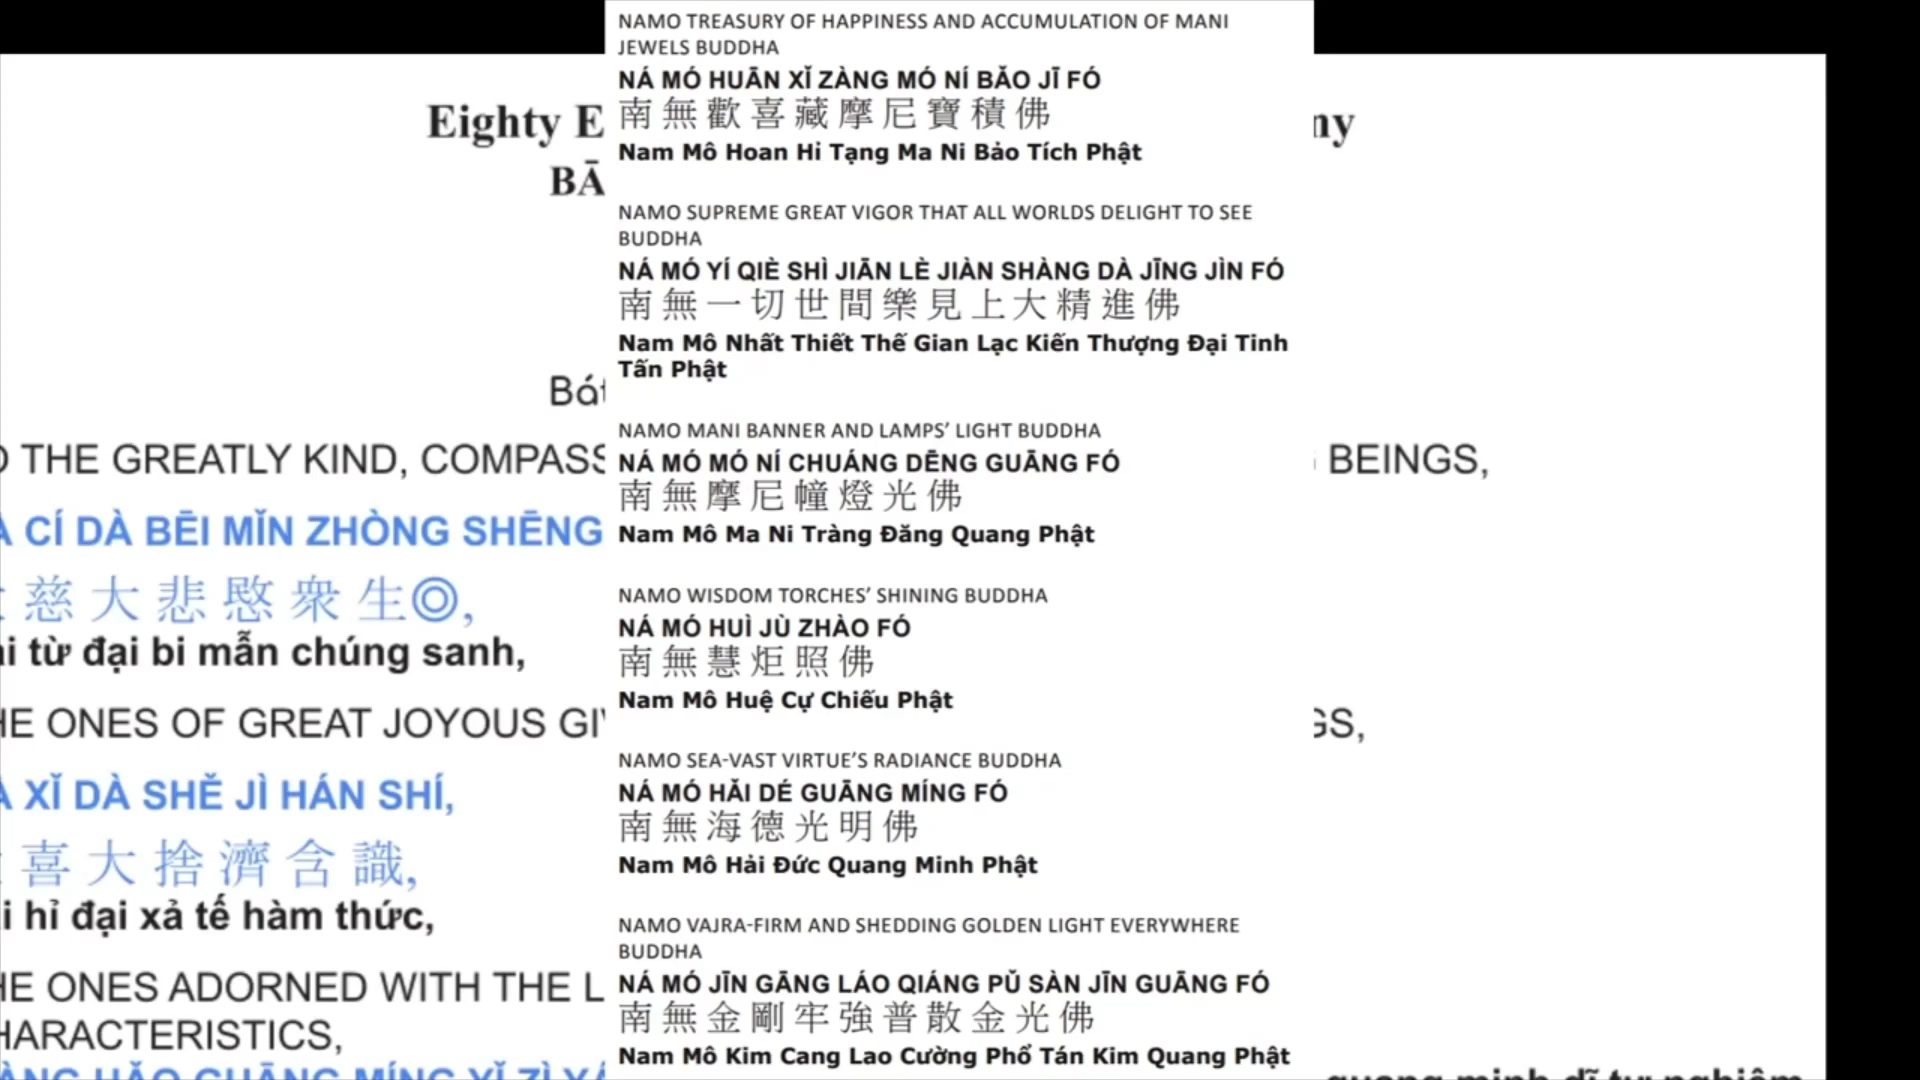 NAMO TREASURY OF HAPPINESS AND ACCUMULATION OF MANI
JEWELS BUDDHA
NÁ MÓ HUĀN XǏ ZÀNG MÓ NÍ BǍO JĪ FÓ
南無歡喜藏摩尼寶積佛
Nam Mô Hoan Hỉ Tạng Ma Ni Bảo Tích Phật
NAMO SUPREME GREAT VIGOR THAT ALL WORLDS DELIGHT TO SEE
BUDDHA
NÁ MÓ YÍ QIÈ SHÌ JIĀN LÈ JIÀN SHÀNG DÀ JĪNG JÌN FÓ
南無一切世間樂見上大精進佛
Nam Mô Nhất Thiết Thế Gian Lạc Kiến Thượng Đại Tinh
Tấn Phật
NAMO MANI BANNER AND LAMPS’ LIGHT BUDDHA
NÁ MÓ MÓ NÍ CHUÁNG DĒNG GUĀNG FÓ
南無摩尼幢燈光佛
Nam Mô Ma Ni Tràng Đăng Quang Phật
NAMO WISDOM TORCHES’ SHINING BUDDHA
NÁ MÓ HUÌ JÙ ZHÀO FÓ
南無慧炬照佛
Nam Mô Huệ Cự Chiếu Phật
NAMO SEA-VAST VIRTUE’S RADIANCE BUDDHA
NÁ MÓ HǍI DÉ GUĀNG MÍNG FÓ
南無海德光明佛
Nam Mô Hải Đức Quang Minh Phật
NAMO VAJRA-FIRM AND SHEDDING GOLDEN LIGHT EVERYWHERE
BUDDHA
NÁ MÓ JĪN GĀNG LÁO QIÁNG PǓ SÀN JĪN GUĀNG FÓ
南無金剛牢強普散金光佛
Nam Mô Kim Cang Lao Cường Phổ Tán Kim Quang Phật
Eighty E
BĀ
THE GREATLY KIND, COMPASS
BEINGS,
CÍ DÀ BĒI MǏN ZHÒNG SHĒNG
慈大悲愍衆生◎,
từ đại bi mẫn chúng sanh,
ONES OF GREAT JOYOUS GI
GS,
XǏ DÀ SHĚ JÌ HÁN SHÍ,
喜大捨濟含識,
hỉ đại xả tế hàm thức,
ONES ADORNED WITH THE L
HARACTERISTICS,